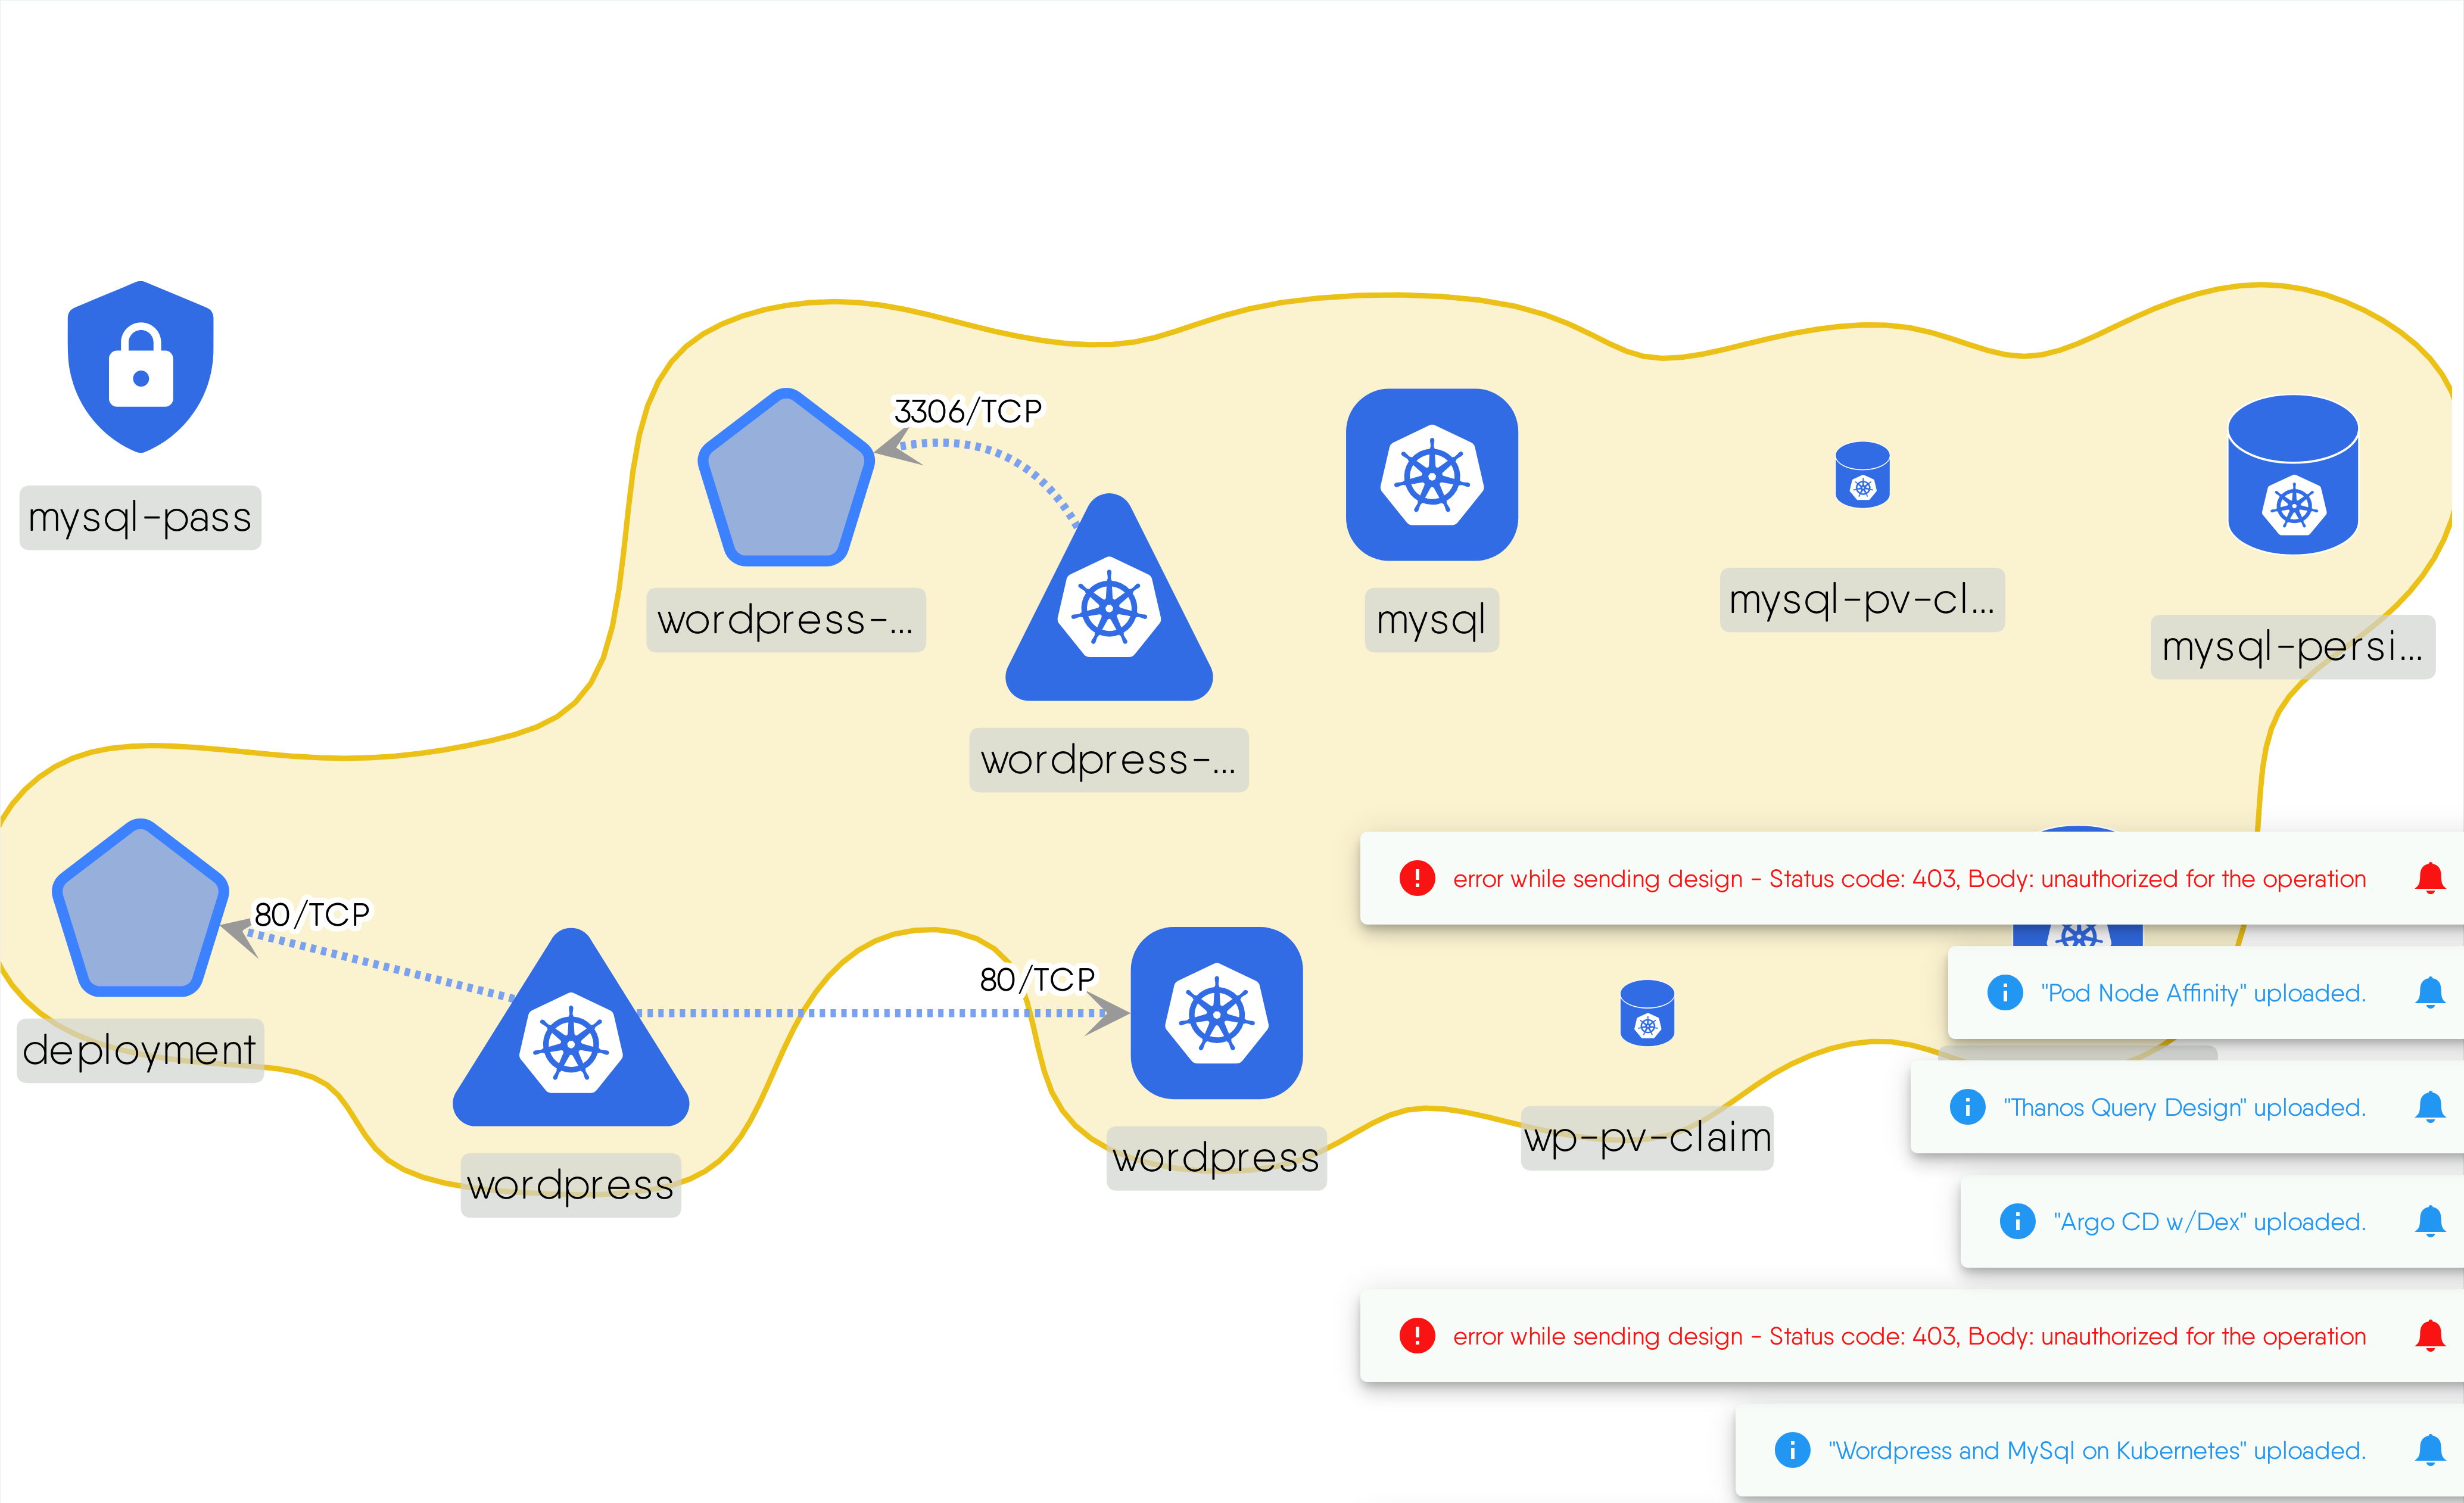 mysql-pass
3306/TCP
wordpress-...
wordpress-...
mysql
mysql-pv-cl...
mysql-persi...
deployment
80/TCP
wordpress
80/TCP
wordpress
wp-pv-claim
error while sending design - Status code: 403, Body: unauthorized for the operation
"Pod Node Affinity" uploaded.
"Thanos Query Design" uploaded.
"Argo CD w/Dex" uploaded.
error while sending design - Status code: 403, Body: unauthorized for the operation
"Wordpress and MySql on Kubernetes" uploaded.